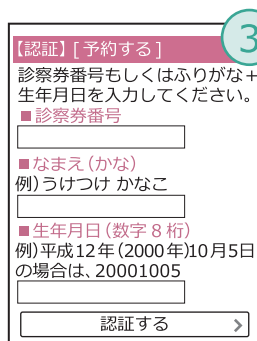 3
【認証】[予約する]
診察券番号もしくはふりがな+
生年月日を入力してください。
■診察券番号
■なまえ(かな)
例)うけつけ かなこ
■生年月日(数字8桁)
例)平成12年(2000年)10月5日
の場合は、20001005
認証する >